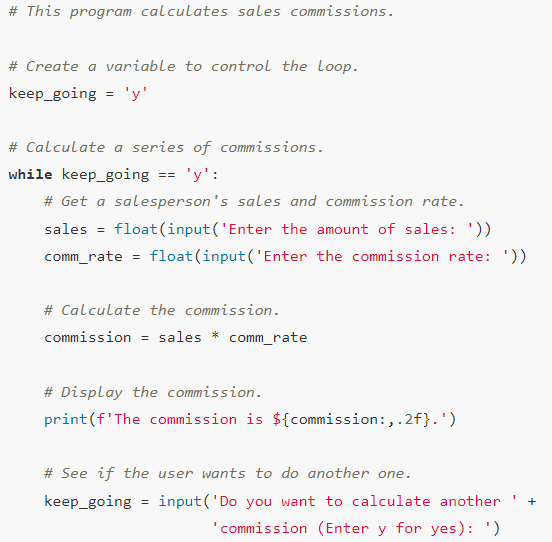 # This program calculates sales commissions.
# Create a variable to control the loop.
keep_going = 'y'
# Calculate a series of commissions.
while keep_going == 'y':
    # Get a salesperson's sales and commission rate.
    sales = float(input('Enter the amount of sales: '))
    comm_rate = float(input('Enter the commission rate: '))
    # Calculate the commission.
    commission = sales * comm_rate
    # Display the commission.
    print(f'The commission is ${commission:,.2f}.')
    # See if the user wants to do another one.
    keep_going = input('Do you want to calculate another ' +
                       'commission (Enter y for yes): ')